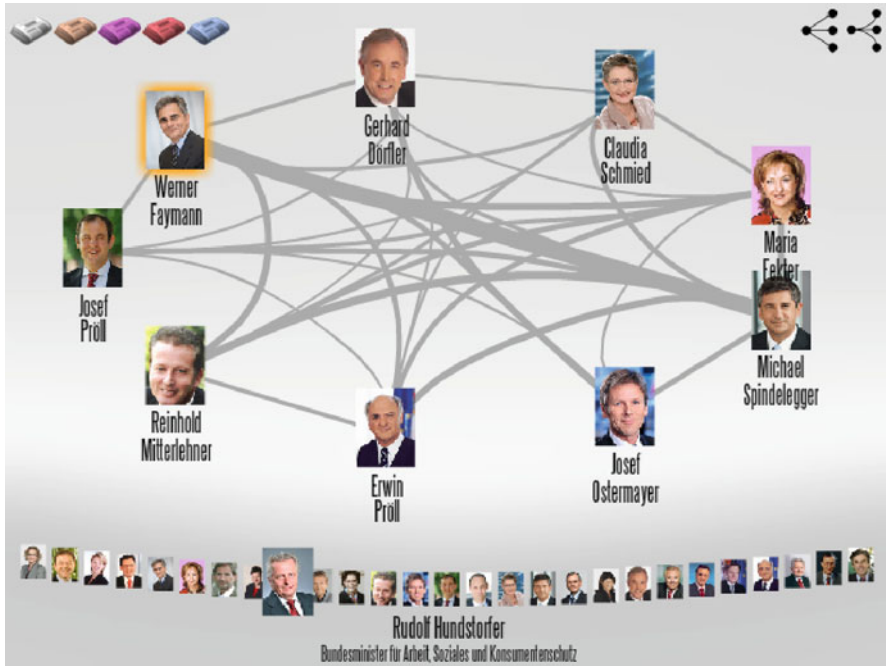 Gerhard
Dörfler
Claudia
Schmied
Werner
Faymann
Maria
Fekter
Josef
Pröll
Michael
Spindelegger
Reinhold
Mitterlehner
Josef
Ostermayer
Erwin
Pröll
Rudolf Hundstorfer
Bundesminister für Arbeit, Soziales und Konsumentenschutz